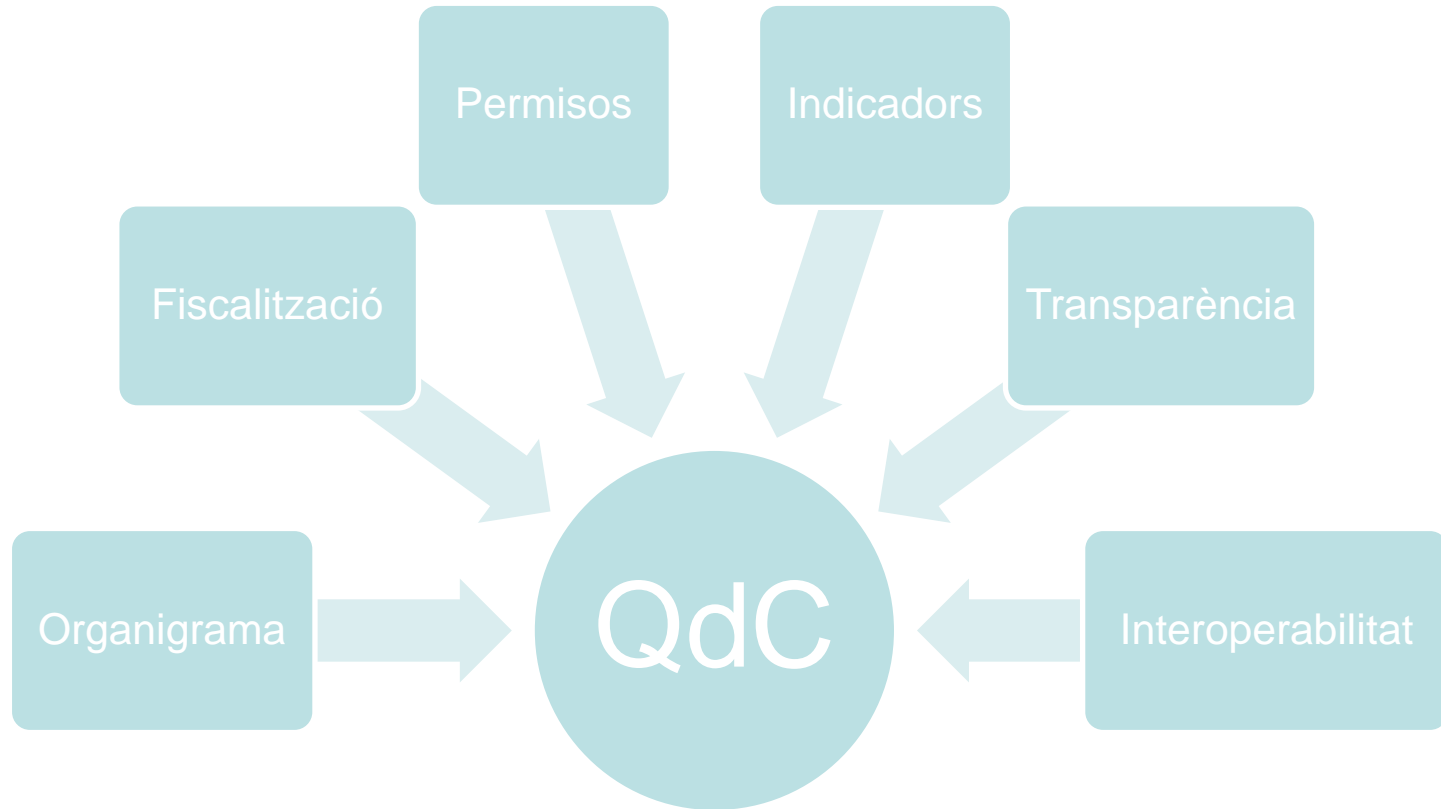 Permisos
Indicadors
Fiscalització
Transparència
Organigrama
QdC
Interoperabilitat